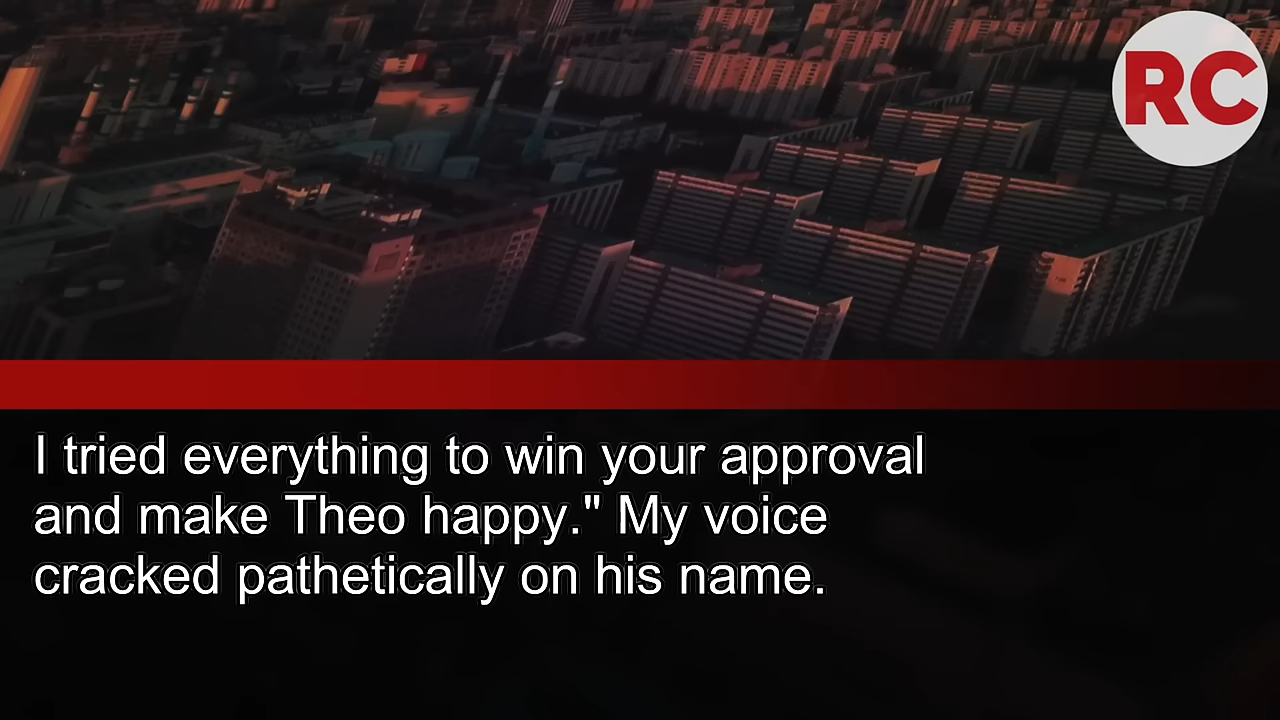 RC
I tried everything to win your approval
and make Theo happy." My voice
cracked pathetically on his name.